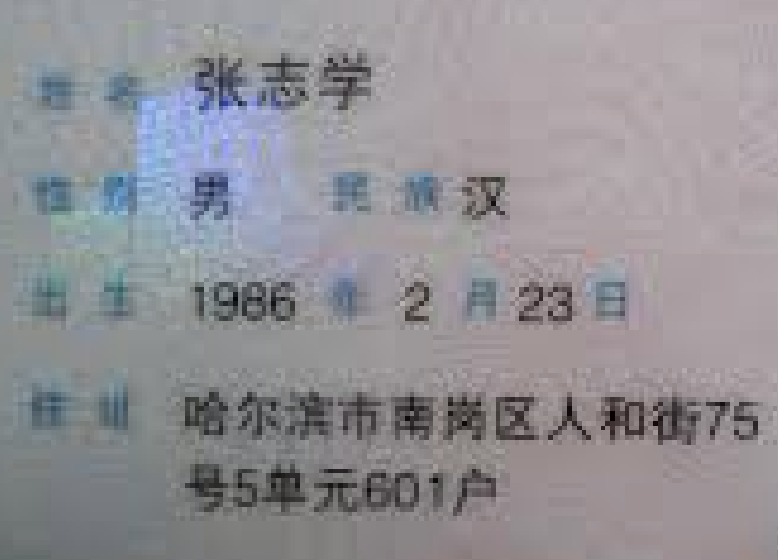 姓名 张志学
性别 男 民族 汉
出生 1986 年 2 月 23 日
住址 哈尔滨市南岗区人和街75
号5单元601户